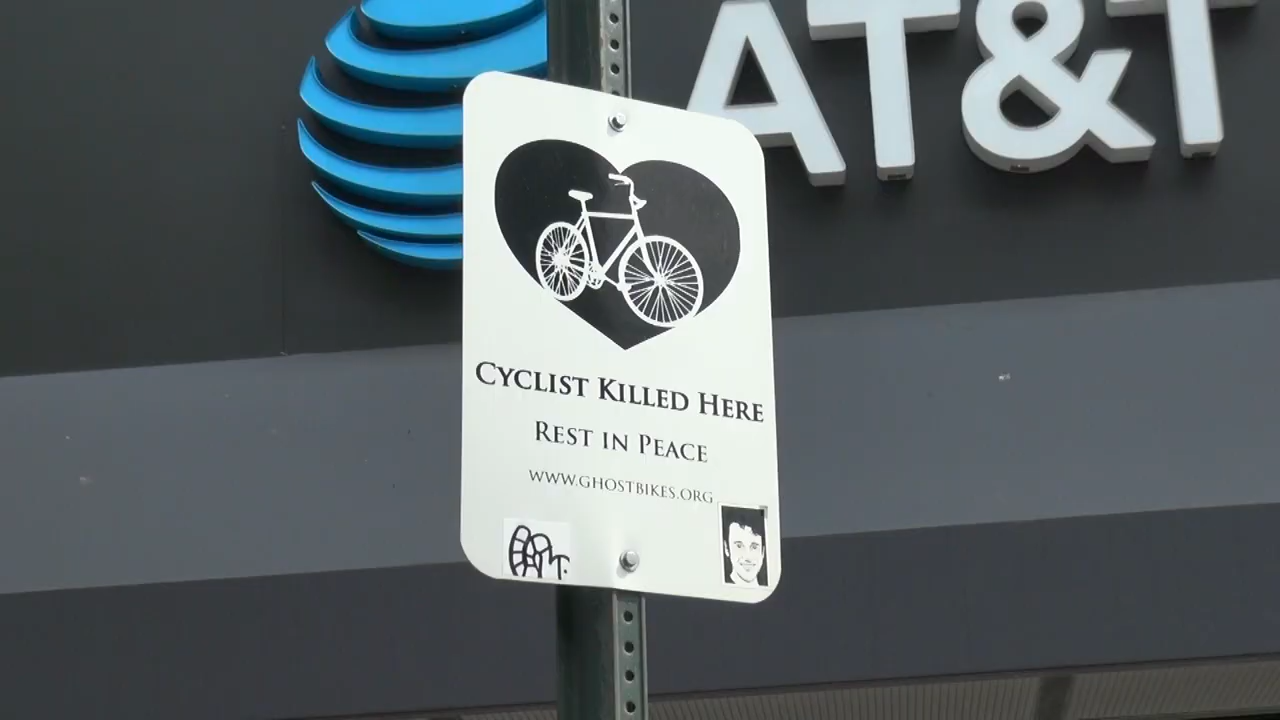 AT&T
CYCLIST KILLED HERE
REST IN PEACE
WWW.GHOSTBIKES.ORG